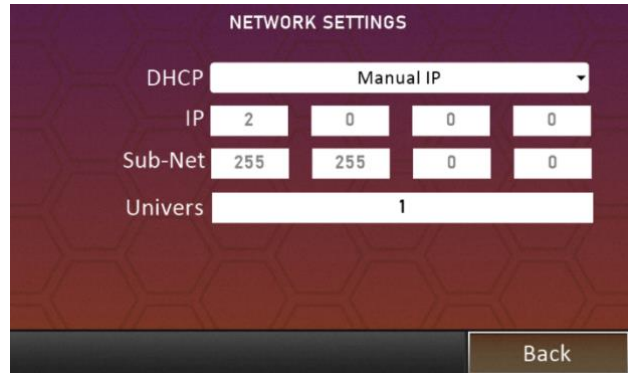 NETWORK SETTINGS
DHCP Manual IP
IP 2 0 0 0
Sub-Net 255 255 0 0
Univers 1
Back